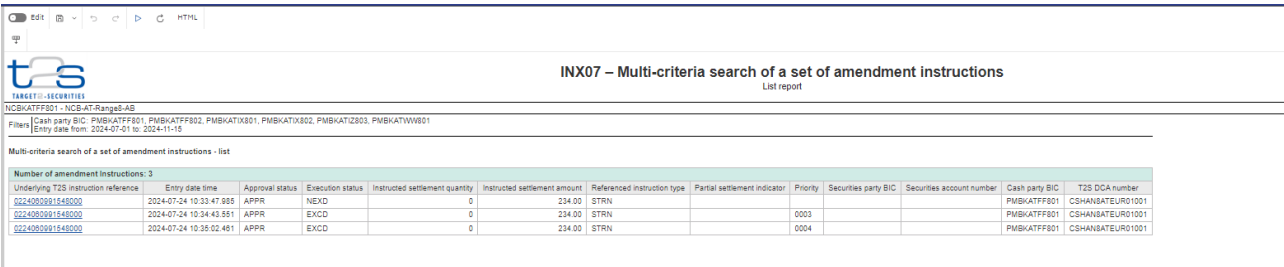 Edit HTML
t2s
TARGET2-SECURITIES
INX07 – Multi-criteria search of a set of amendment instructions
List report
NCBKATFF801 - NCB-AT-Range8-AB
Filters Cash party BIC: PMBKATFF801, PMBKATFF802, PMBKATIX801, PMBKATIX802, PMBKATIZ803, PMBKATWW801
Entry date from: 2024-07-01 to: 2024-11-15
Multi-criteria search of a set of amendment instructions - list
Number of amendment Instructions: 3
Underlying T2S instruction reference Entry date time Approval status Execution status Instructed settlement quantity Instructed settlement amount Referenced instruction type Partial settlement indicator Priority Securities party BIC Securities account number Cash party BIC T2S DCA number
0224060991548000 2024-07-24 10:33:47.985 APPR NEXD 0 234.00 STRN PMBKATFF801 CSHAN8ATEUR01001
0224060991548000 2024-07-24 10:34:43.551 APPR EXCD 0 234.00 STRN 0003 PMBKATFF801 CSHAN8ATEUR01001
0224060991548000 2024-07-24 10:35:02.461 APPR EXCD 0 234.00 STRN 0004 PMBKATFF801 CSHAN8ATEUR01001